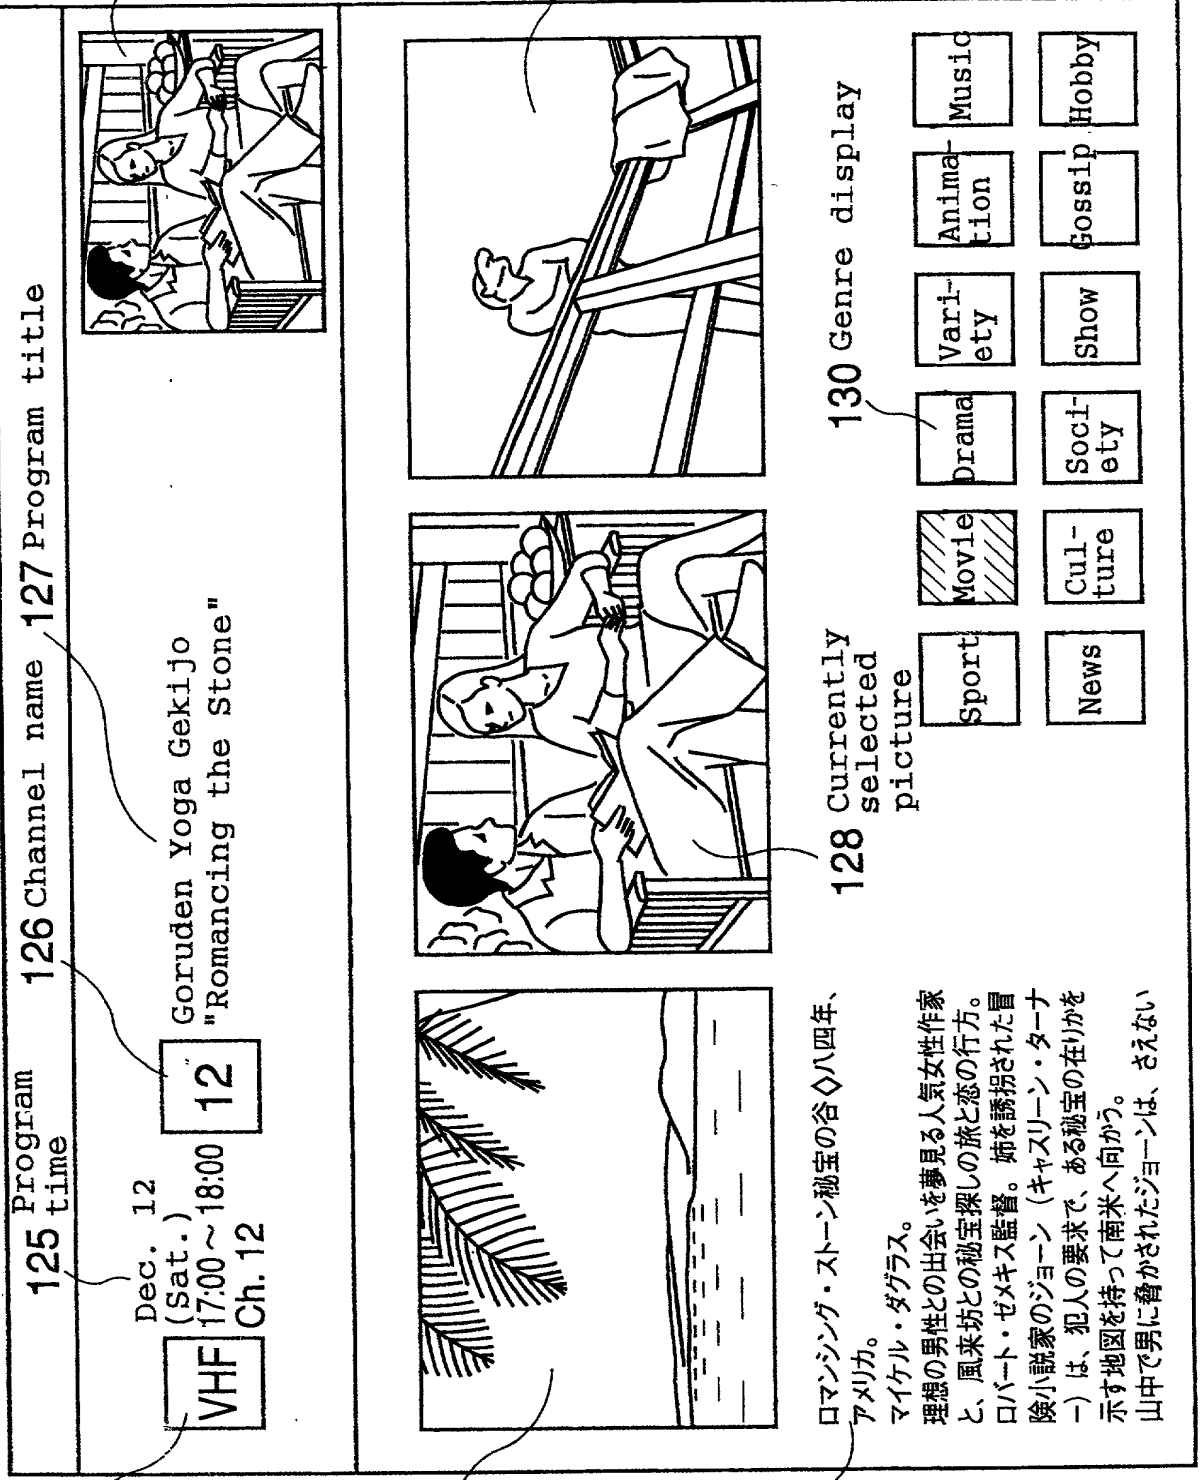 125 Program
time
126 Channel name
127 Program title
VHF
Dec. 12
(Sat.)
17:00～18:00
Ch. 12
12
Goruden Yoga Gekijo
"Romancing the Stone"
ロマンシング・ストーン秘宝の谷◇八四年、
アメリカ。
マイケル・ダグラス。
理想の男性との出会いを夢見る人気女性作家
と、風来坊との秘宝探しの旅と恋の行方。
ロバート・ゼメキス監督。姉を誘拐された冒
険小説家のジョーン（キャスリーン・ターナ
ー）は、犯人の要求で、ある秘宝の在りかを
示す地図を持って南米へ向かう。
山中で男に脅かされたジョーンは、さえない
128 Currently
selected
picture
130 Genre display
Sport
Movie
Drama
Vari-
ety
Anima-
tion
Music
News
Cul-
ture
Soci-
ety
Show
Gossip
Hobby